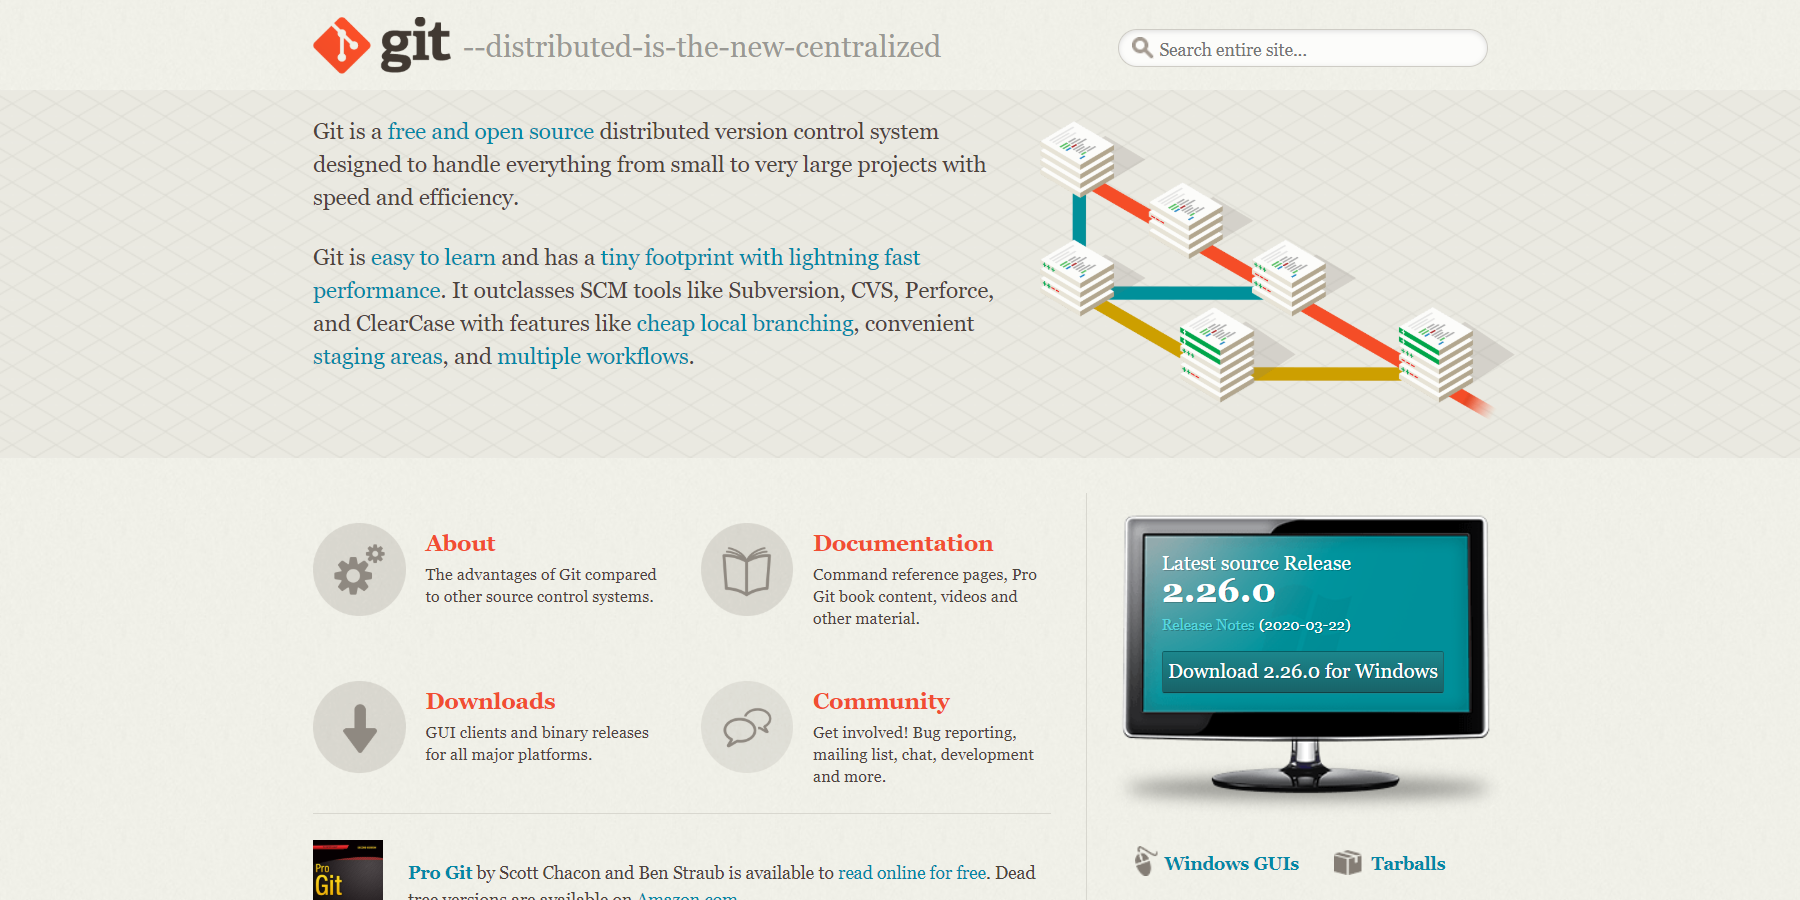 git --distributed-is-the-new-centralized
Search entire site...
Git is a free and open source distributed version control system
designed to handle everything from small to very large projects with
speed and efficiency.
Git is easy to learn and has a tiny footprint with lightning fast
performance. It outclasses SCM tools like Subversion, CVS, Perforce,
and ClearCase with features like cheap local branching, convenient
staging areas, and multiple workflows.
About
The advantages of Git compared
to other source control systems.
Documentation
Command reference pages, Pro
Git book content, videos and
other material.
Downloads
GUI clients and binary releases
for all major platforms.
Community
Get involved! Bug reporting,
mailing list, chat, development
and more.
Latest source Release
2.26.0
Release Notes (2020-03-22)
Download 2.26.0 for Windows
Windows GUIs
Tarballs
Pro
Git
Pro Git by Scott Chacon and Ben Straub is available to read online for free. Dead
tree versions are available on Amazon.com.